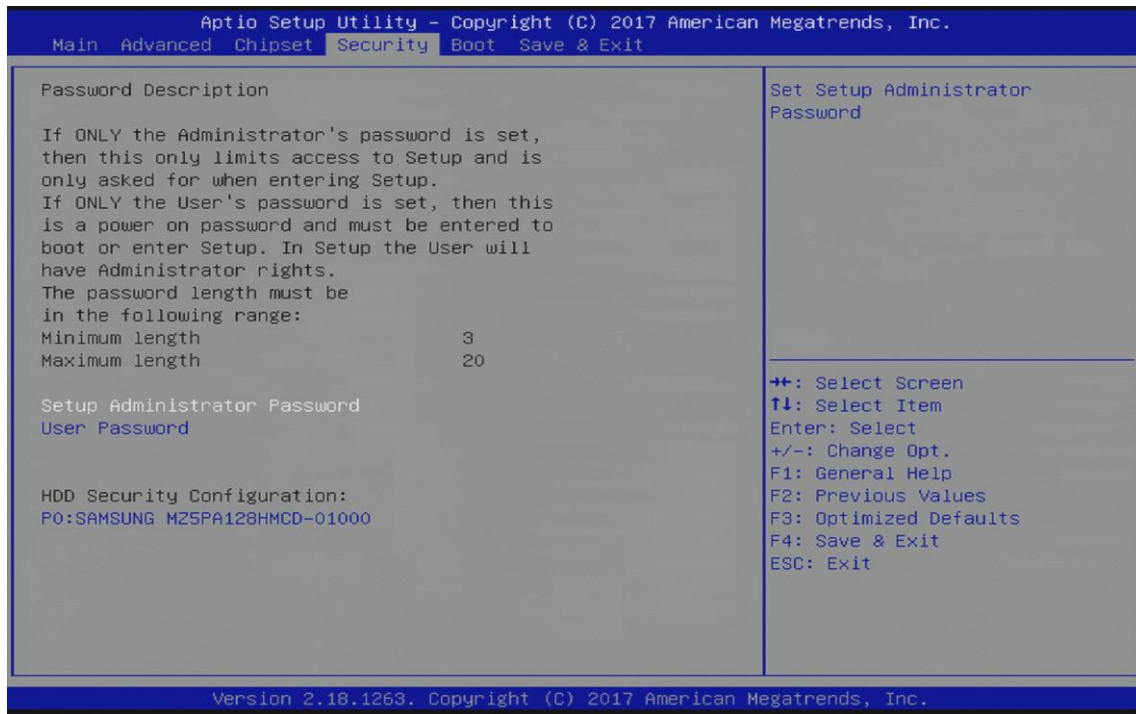 Aptio Setup Utility – Copyright (C) 2017 American Megatrends, Inc.
Main Advanced Chipset Security Boot Save & Exit
Password Description
If ONLY the Administrator's password is set,
then this only limits access to Setup and is
only asked for when entering Setup.
If ONLY the User's password is set, then this
is a power on password and must be entered to
boot or enter Setup. In Setup the User will
have Administrator rights.
The password length must be
in the following range:
Minimum length 3
Maximum length 20
Setup Administrator Password
User Password
HDD Security Configuration:
P0:SAMSUNG MZ5PA128HMCD-01000
Set Setup Administrator
Password
→←: Select Screen
↑↓: Select Item
Enter: Select
+/-: Change Opt.
F1: General Help
F2: Previous Values
F3: Optimized Defaults
F4: Save & Exit
ESC: Exit
Version 2.18.1263. Copyright (C) 2017 American Megatrends, Inc.